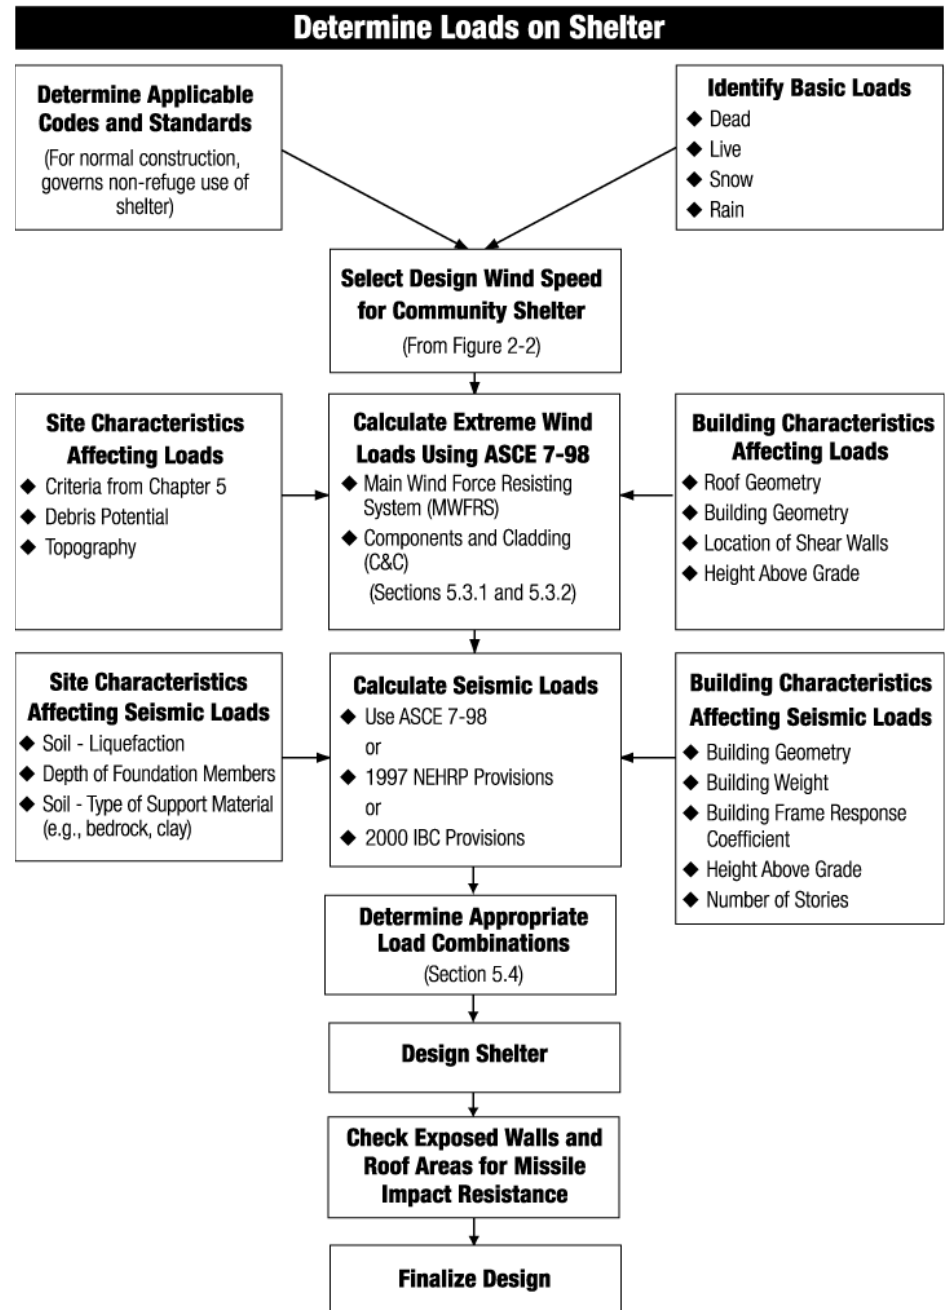 Determine Loads on Shelter
Determine Applicable
Codes and Standards
(For normal construction,
governs non-refuge use of
shelter)
Identify Basic Loads
◆ Dead
◆ Live
◆ Snow
◆ Rain
Select Design Wind Speed
for Community Shelter
(From Figure 2-2)
Site Characteristics
Affecting Loads
◆ Criteria from Chapter 5
◆ Debris Potential
◆ Topography
Calculate Extreme Wind
Loads Using ASCE 7-98
◆ Main Wind Force Resisting
System (MWFRS)
◆ Components and Cladding
(C&C)
(Sections 5.3.1 and 5.3.2)
Building Characteristics
Affecting Loads
◆ Roof Geometry
◆ Building Geometry
◆ Location of Shear Walls
◆ Height Above Grade
Site Characteristics
Affecting Seismic Loads
◆ Soil - Liquefaction
◆ Depth of Foundation Members
◆ Soil - Type of Support Material
(e.g., bedrock, clay)
Calculate Seismic Loads
◆ Use ASCE 7-98
or
◆ 1997 NEHRP Provisions
or
◆ 2000 IBC Provisions
Building Characteristics
Affecting Seismic Loads
◆ Building Geometry
◆ Building Weight
◆ Building Frame Response
Coefficient
◆ Height Above Grade
◆ Number of Stories
Determine Appropriate
Load Combinations
(Section 5.4)
Design Shelter
Check Exposed Walls and
Roof Areas for Missile
Impact Resistance
Finalize Design